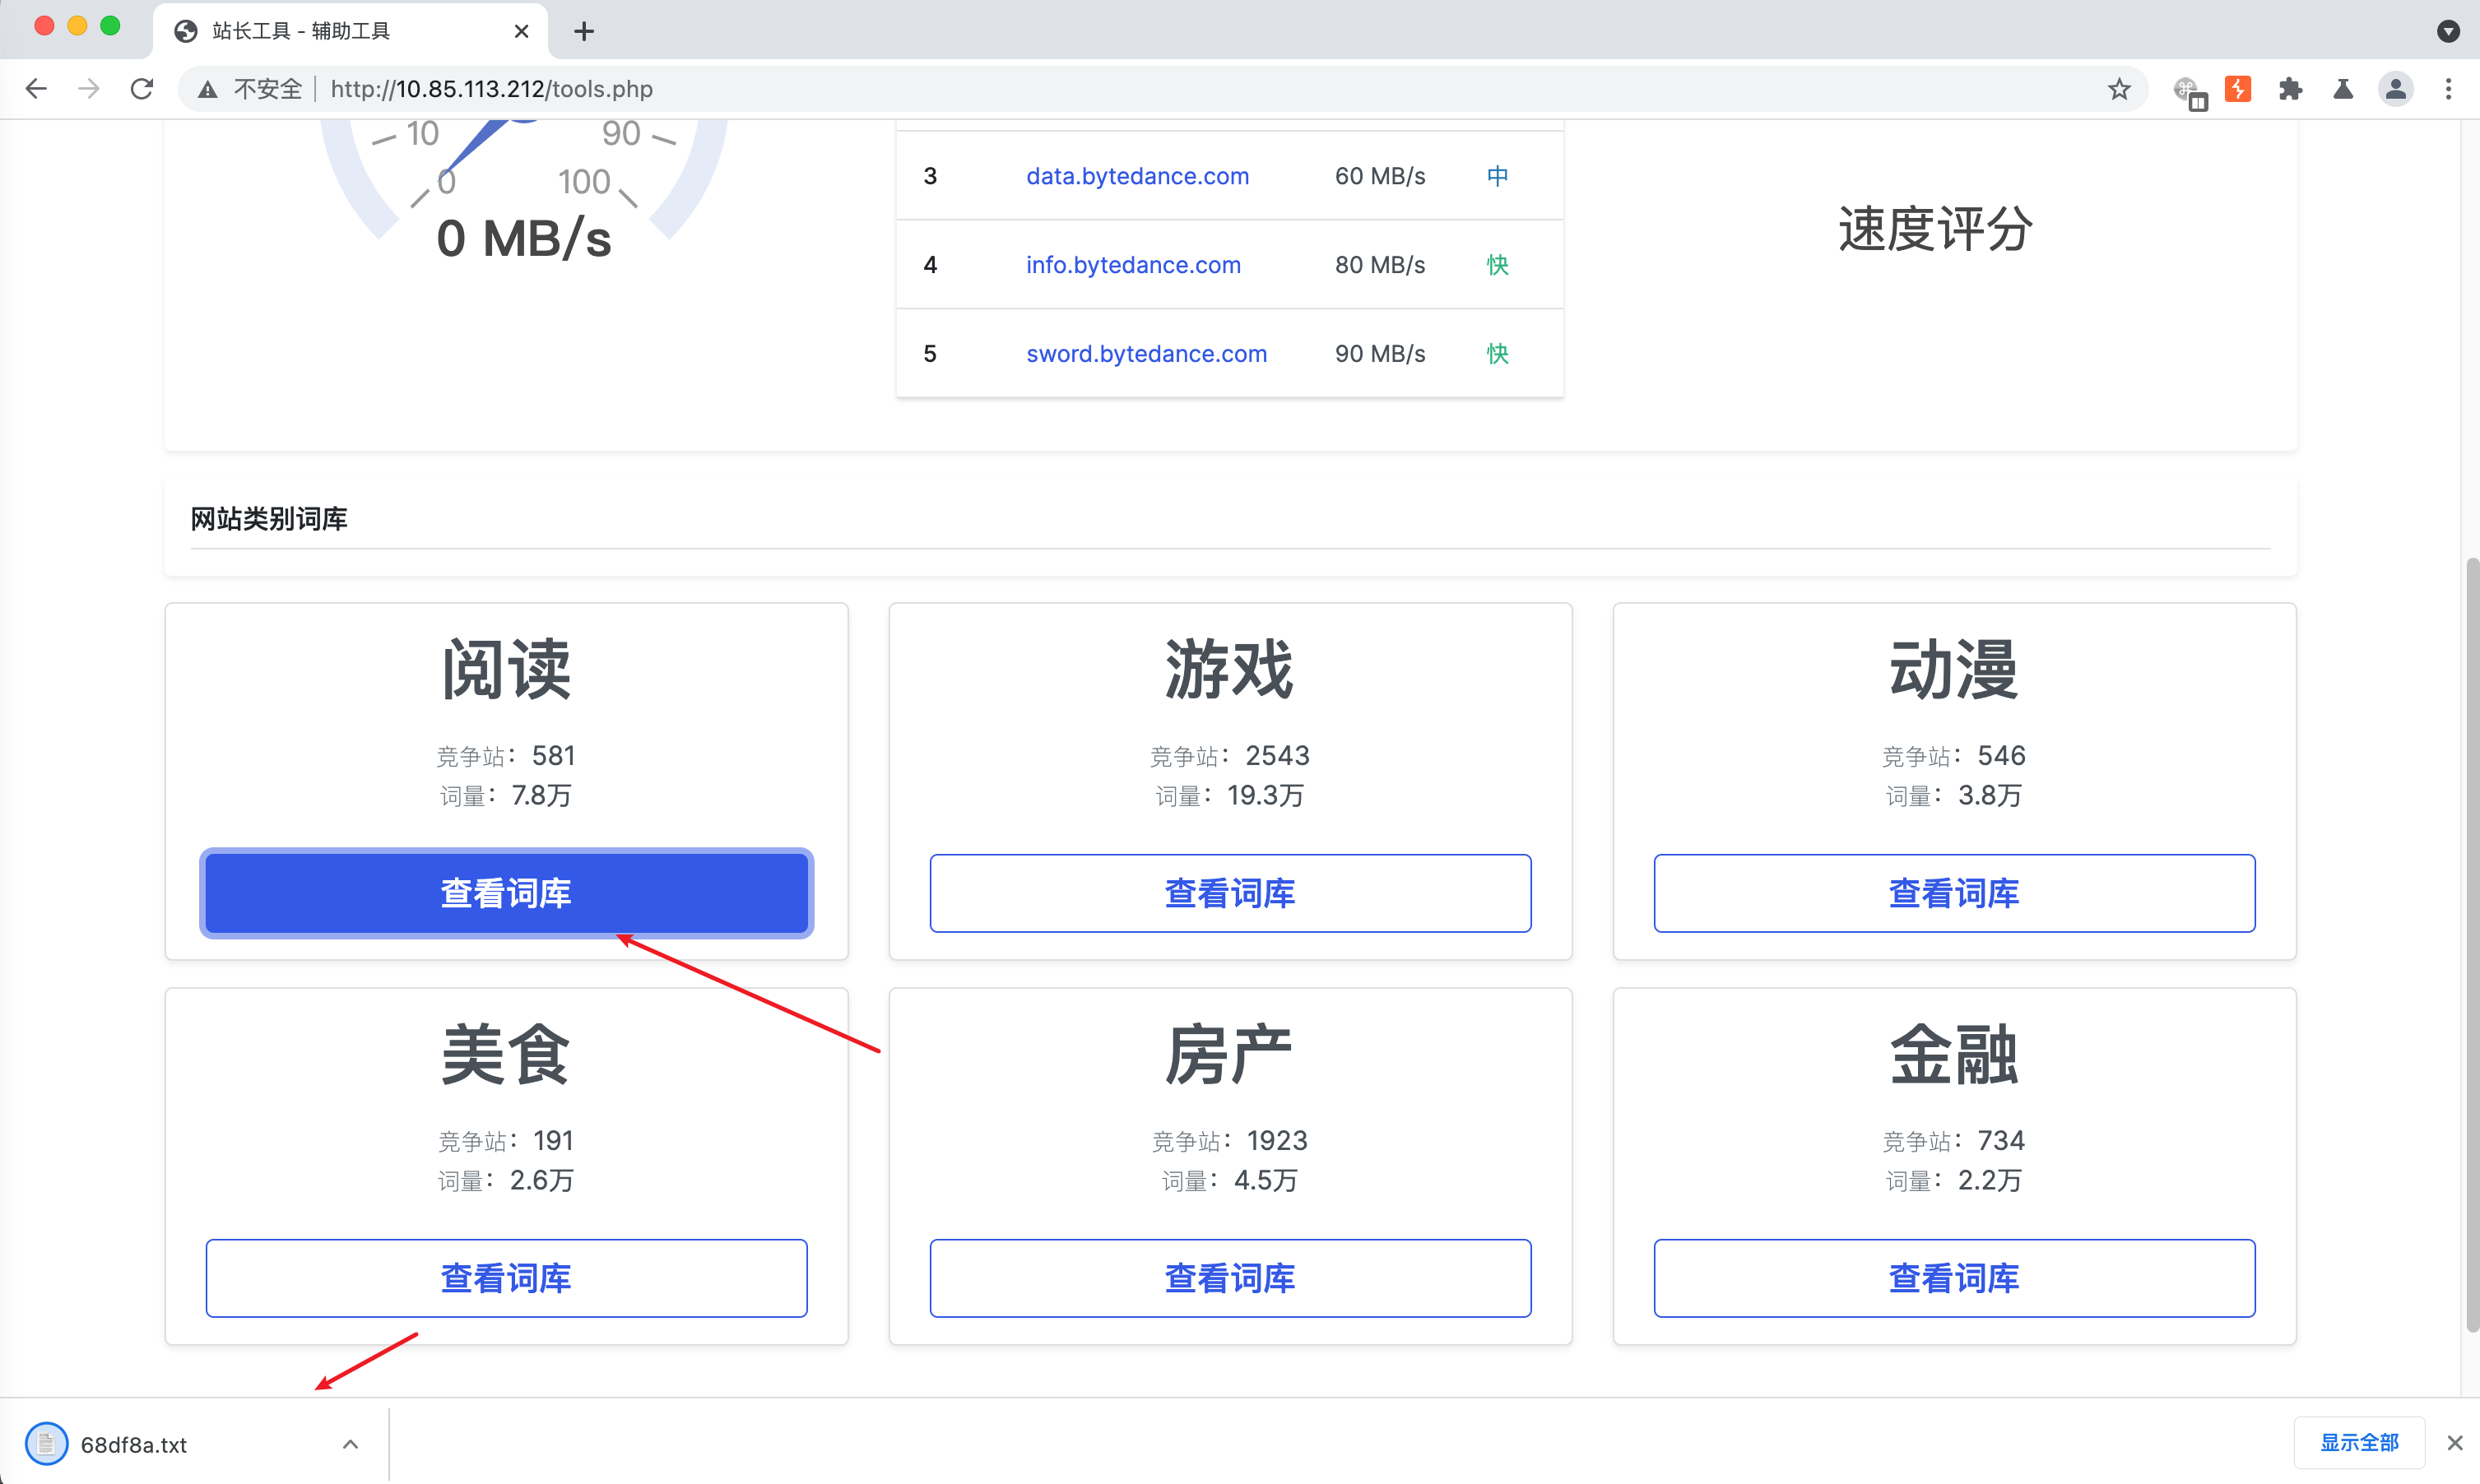 站长工具 - 辅助工具
不安全 http://10.85.113.212/tools.php
10 90
0 100
0 MB/s
3 data.bytedance.com 60 MB/s 中
4 info.bytedance.com 80 MB/s 快
5 sword.bytedance.com 90 MB/s 快
速度评分
网站类别词库
阅读
竞争站：581
词量：7.8万
查看词库
游戏
竞争站：2543
词量：19.3万
查看词库
动漫
竞争站：546
词量：3.8万
查看词库
美食
竞争站：191
词量：2.6万
查看词库
房产
竞争站：1923
词量：4.5万
查看词库
金融
竞争站：734
词量：2.2万
查看词库
68df8a.txt
显示全部